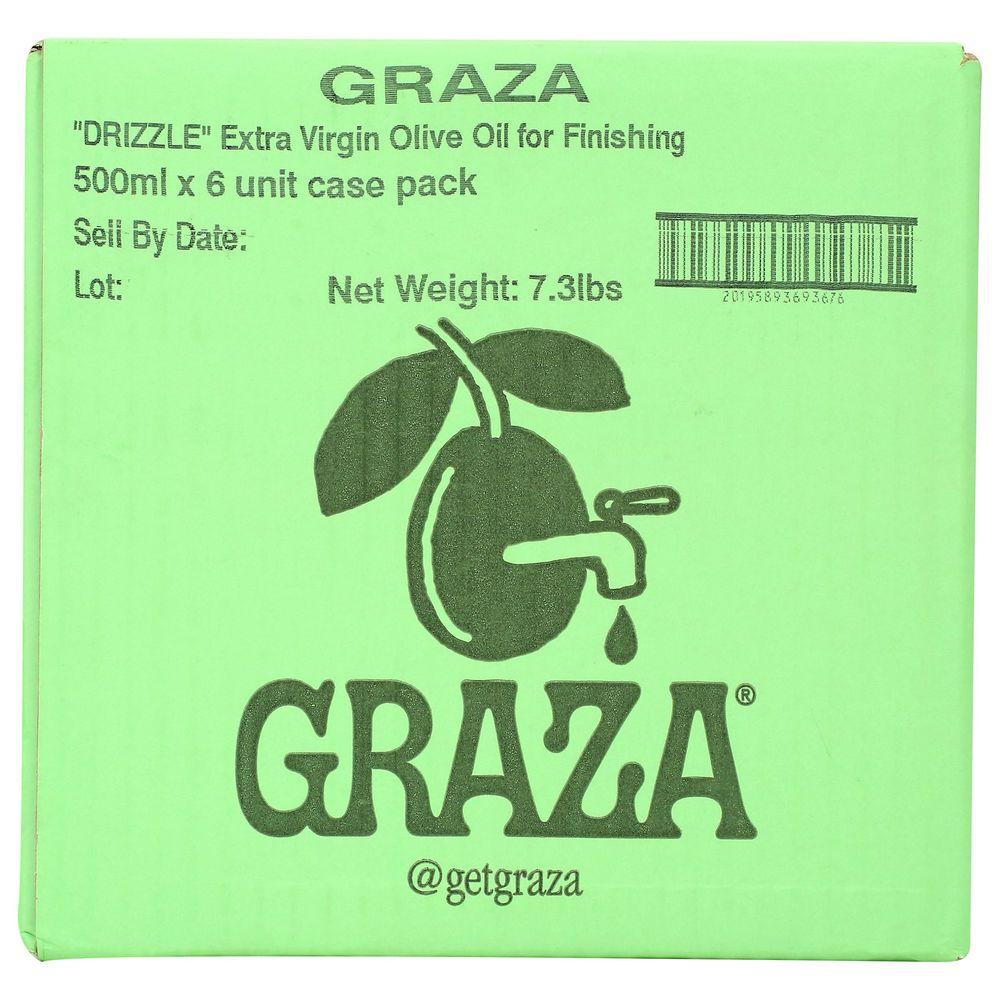 GRAZA
"DRIZZLE" Extra Virgin Olive Oil for Finishing
500ml x 6 unit case pack
Sell By Date:
Lot:
Net Weight: 7.3lbs
20195893693676
GRAZA®
@getgraza